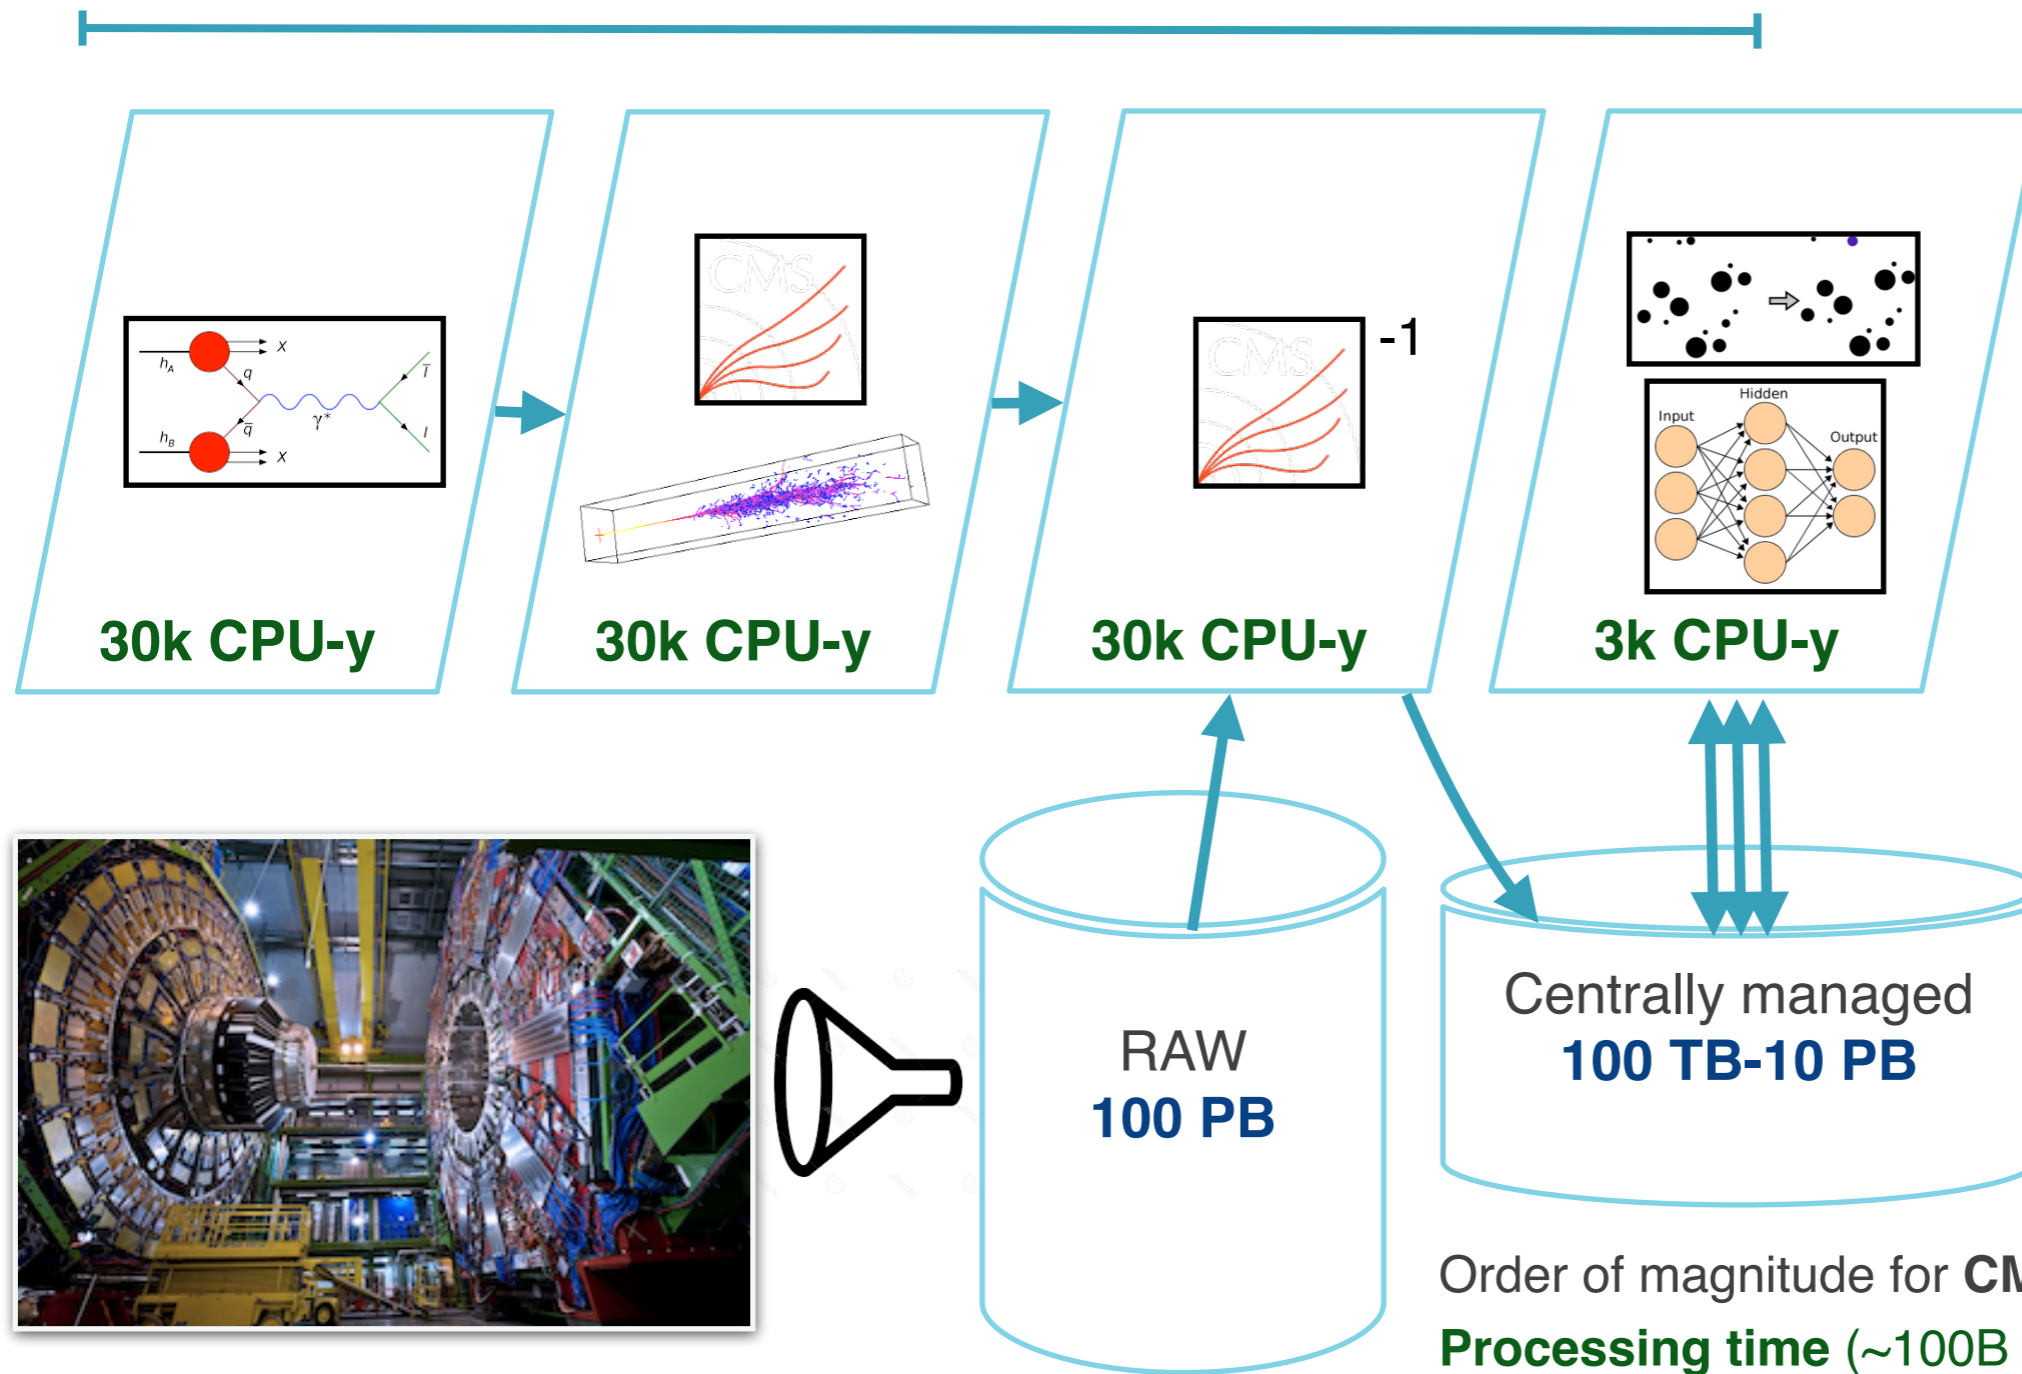 h_A
X
q
q̅
γ*
l̅
l
h_B
X
30k CPU-y
CMS
30k CPU-y
CMS
-1
30k CPU-y
Input
Hidden
Output
3k CPU-y
RAW
100 PB
Centrally managed
100 TB-10 PB
Order of magnitude for
Processing time (~100B